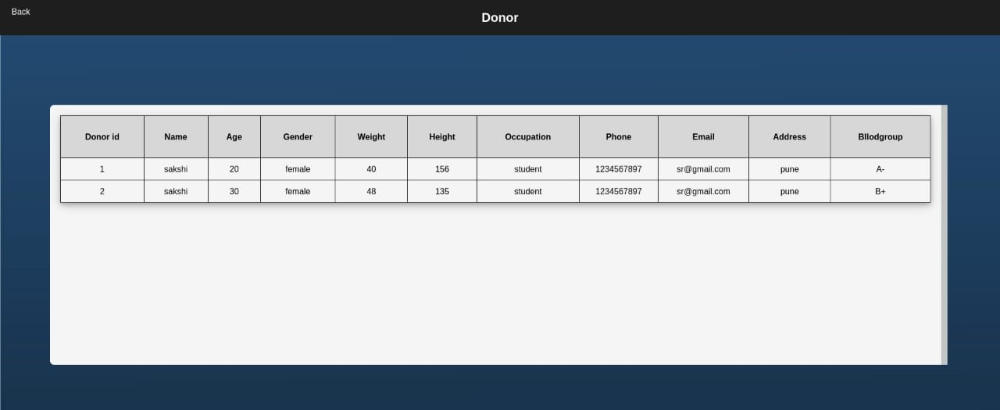 Back
Donor
Donor id Name Age Gender Weight Height Occupation Phone Email Address Bllodgroup
1 sakshi 20 female 40 156 student 1234567897 sr@gmail.com pune A-
2 sakshi 30 female 48 135 student 1234567897 sr@gmail.com pune B+